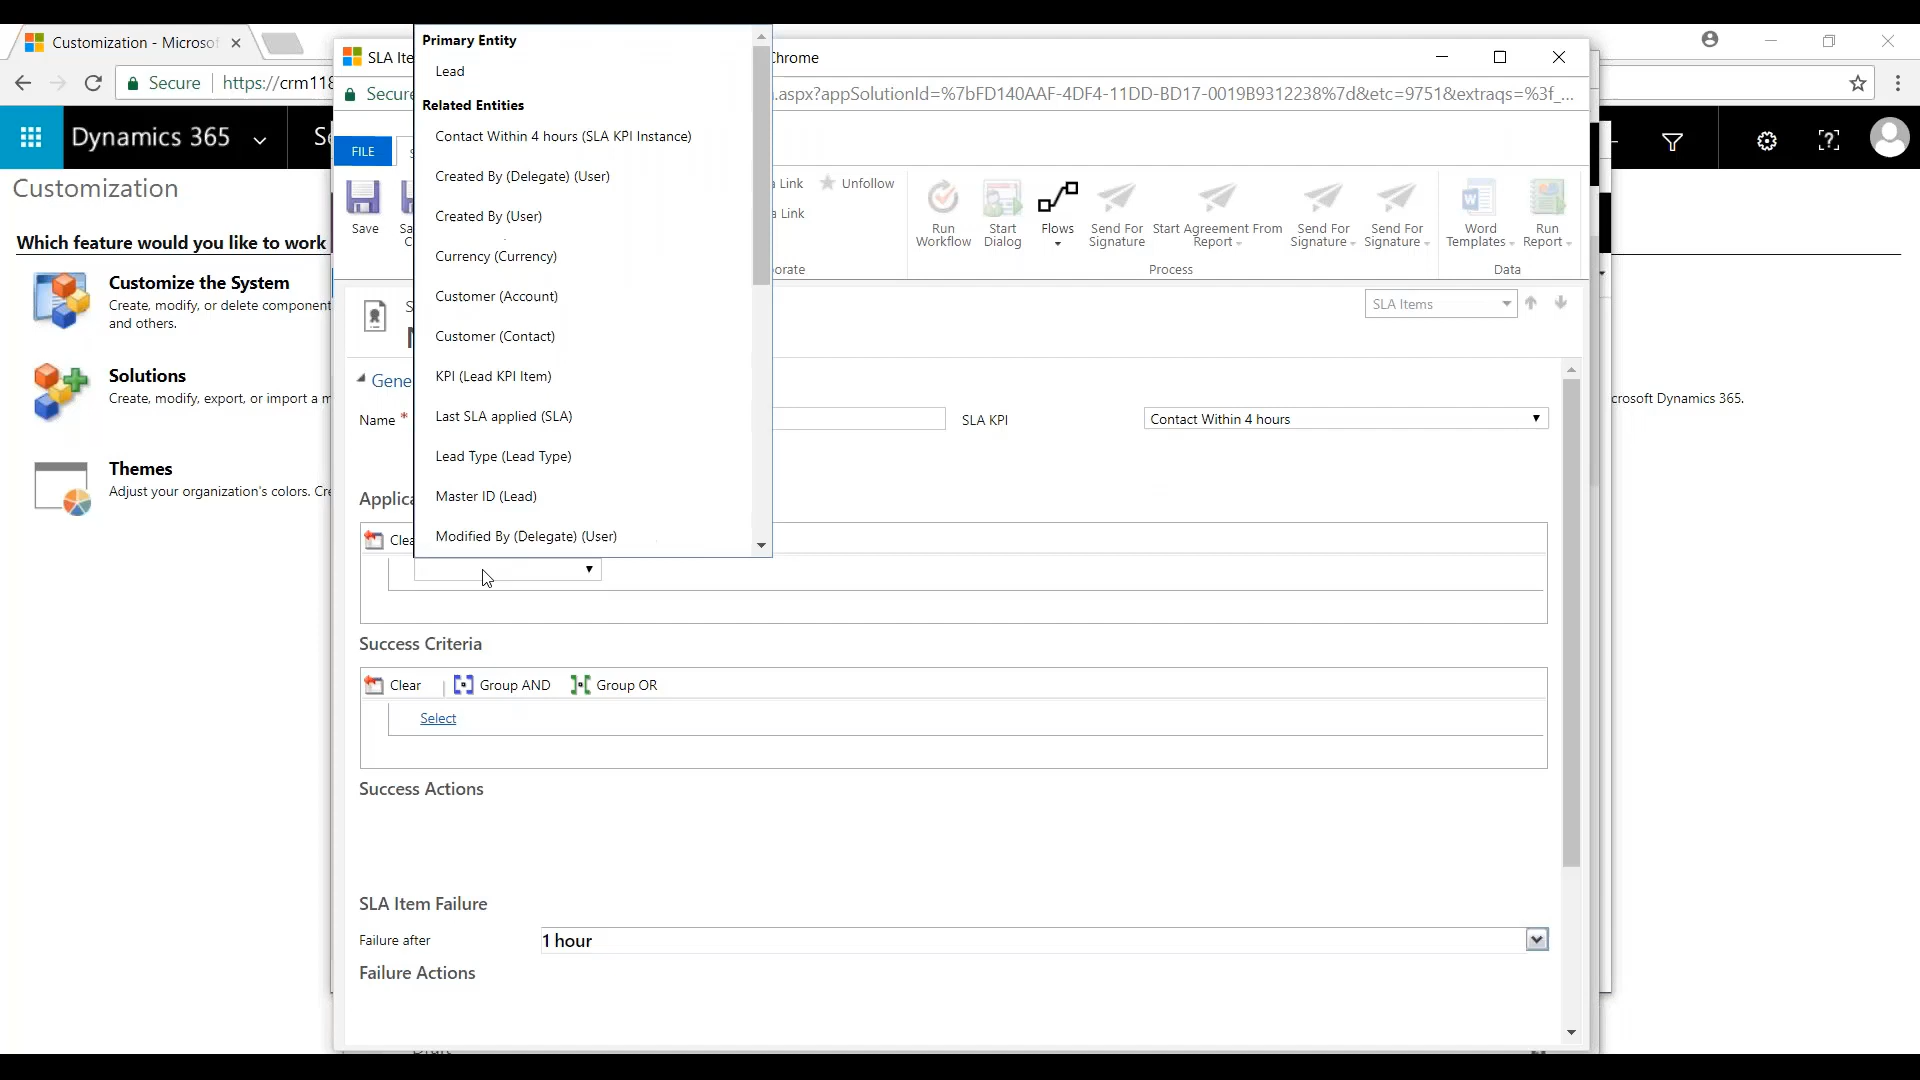 Customization - Microsof
Secure
https://crm118
Dynamics 365
Customization
Which feature would you like to work
Customize the System
Create, modify, or delete component
and others.
Solutions
Create, modify, export, or import a m
crosoft Dynamics 365.
Themes
Adjust your organization's colors. Cre
SLA Ite
Chrome
Secure
.aspx?appSolutionId=%7bFD140AAF-4DF4-11DD-BD17-0019B9312238%7d&etc=9751&extraqs=%3f_...
FILE
Save
a Link
Unfollow
a Link
Run
Workflow
Start
Dialog
Flows
Send For
Signature
Start Agreement From
Report
Send For
Signature
Send For
Signature
Word
Templates
Run
Report
orate
Process
Data
SLA Items
Gene
Name *
SLA KPI
Contact Within 4 hours
Primary Entity
Lead
Related Entities
Contact Within 4 hours (SLA KPI Instance)
Created By (Delegate) (User)
Created By (User)
Currency (Currency)
Customer (Account)
Customer (Contact)
KPI (Lead KPI Item)
Last SLA applied (SLA)
Lead Type (Lead Type)
Master ID (Lead)
Modified By (Delegate) (User)
Applica
Clea
Success Criteria
Clear
Group AND
Group OR
Select
Success Actions
SLA Item Failure
Failure after
1 hour
Failure Actions